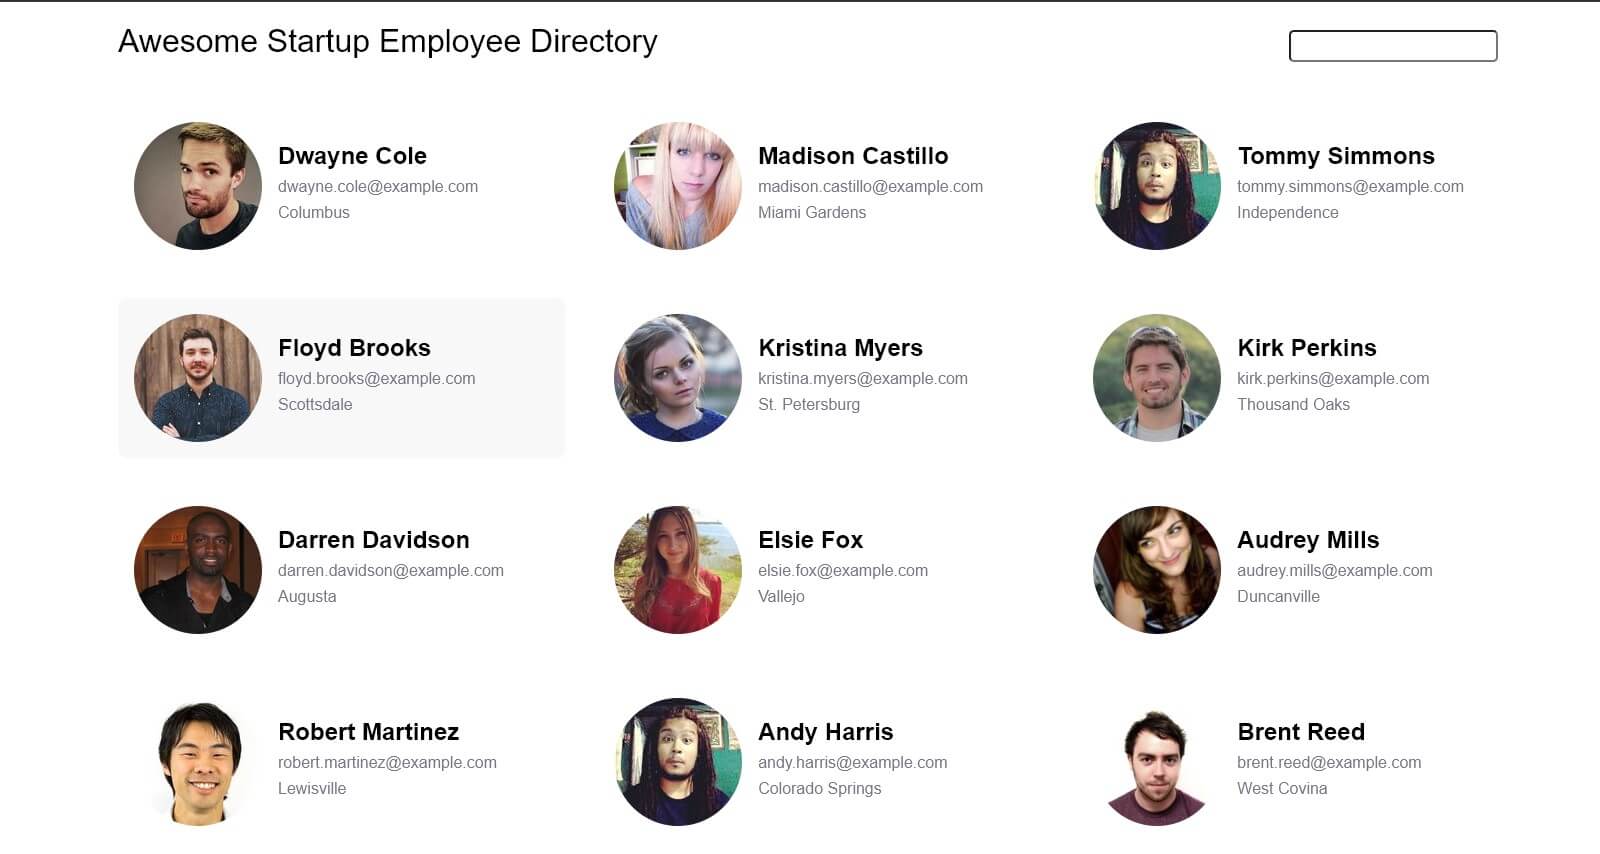 Awesome Startup Employee Directory
Dwayne Cole
dwayne.cole@example.com
Columbus
Madison Castillo
madison.castillo@example.com
Miami Gardens
Tommy Simmons
tommy.simmons@example.com
Independence
Floyd Brooks
floyd.brooks@example.com
Scottsdale
Kristina Myers
kristina.myers@example.com
St. Petersburg
Kirk Perkins
kirk.perkins@example.com
Thousand Oaks
Darren Davidson
darren.davidson@example.com
Augusta
Elsie Fox
elsie.fox@example.com
Vallejo
Audrey Mills
audrey.mills@example.com
Duncanville
Robert Martinez
robert.martinez@example.com
Lewisville
Andy Harris
andy.harris@example.com
Colorado Springs
Brent Reed
brent.reed@example.com
West Covina